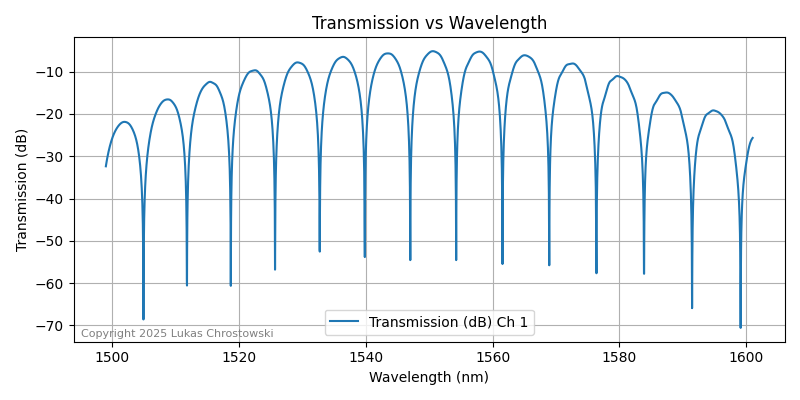 Transmission vs Wavelength
Transmission (dB)
−10
−20
−30
−40
−50
−60
−70
Transmission (dB) Ch 1
Copyright 2025 Lukas Chrostowski
1500
1520
1540
1560
1580
1600
Wavelength (nm)